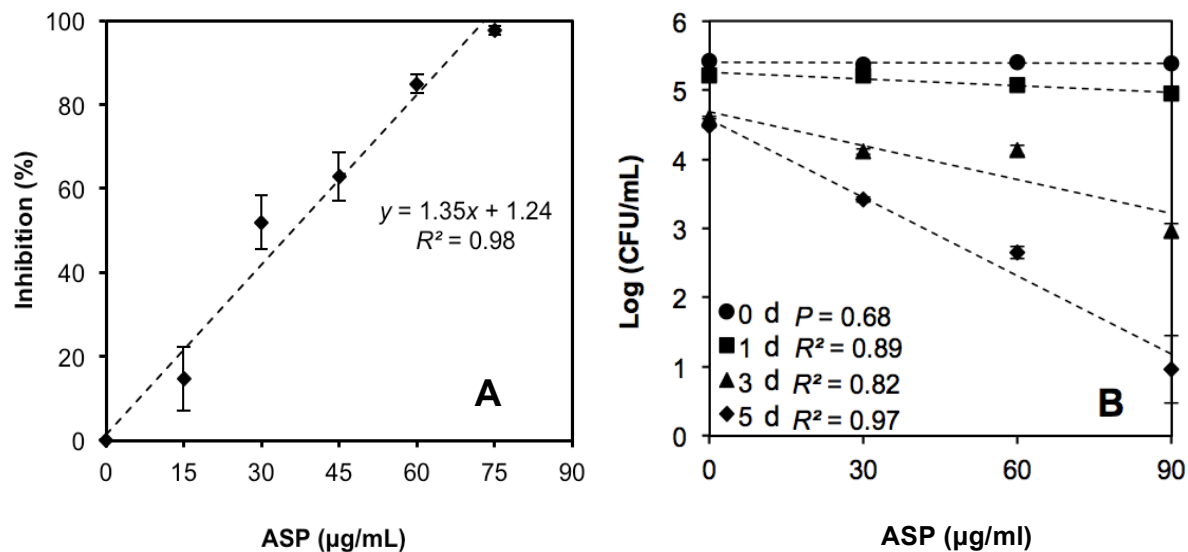 100
80
60
40
20
0
Inhibition (%)
y = 1.35x + 1.24
R² = 0.98
A
0 15 30 45 60 75 90
ASP (µg/mL)
6
5
4
3
2
1
0
Log (CFU/mL)
0 d P = 0.68
1 d R² = 0.89
3 d R² = 0.82
5 d R² = 0.97
B
0 30 60 90
ASP (µg/ml)